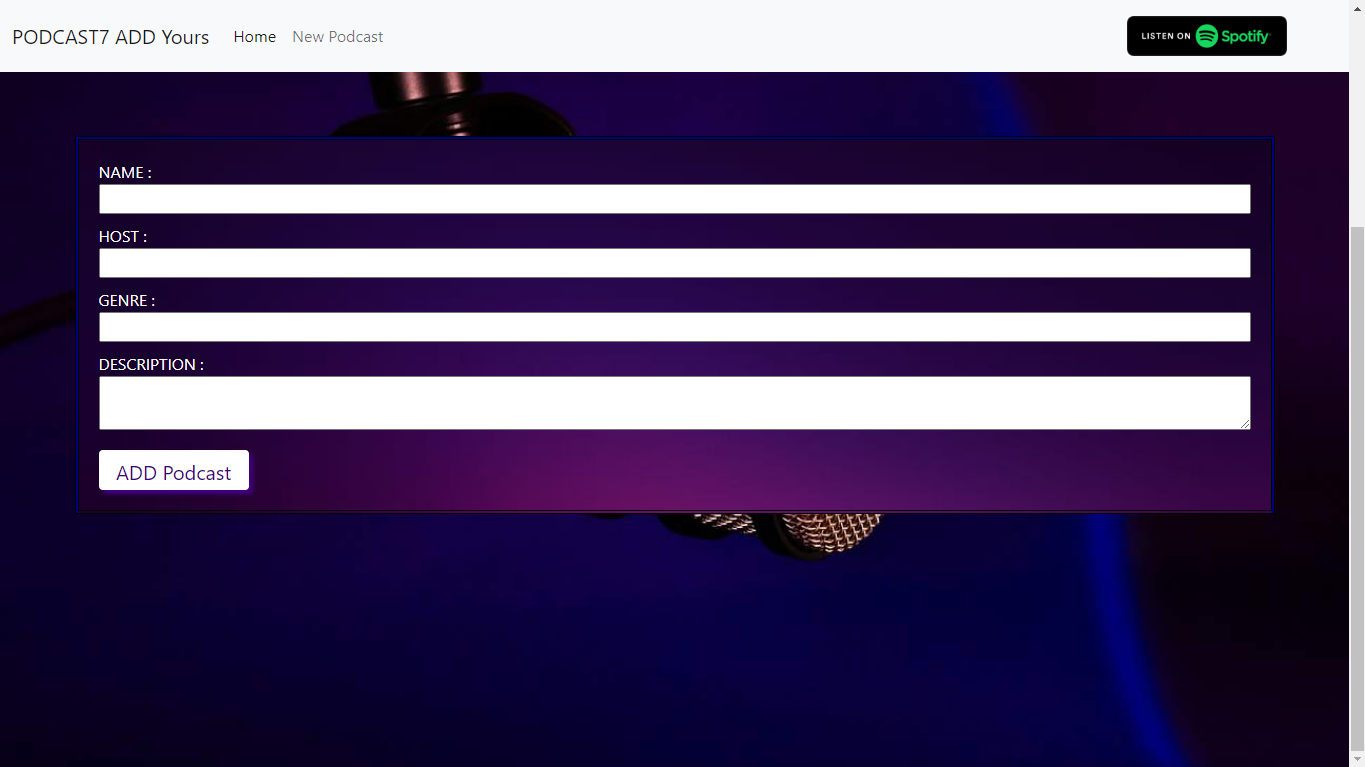 PODCAST7 ADD Yours Home New Podcast LISTEN ON Spotify
NAME :
HOST :
GENRE :
DESCRIPTION :
ADD Podcast